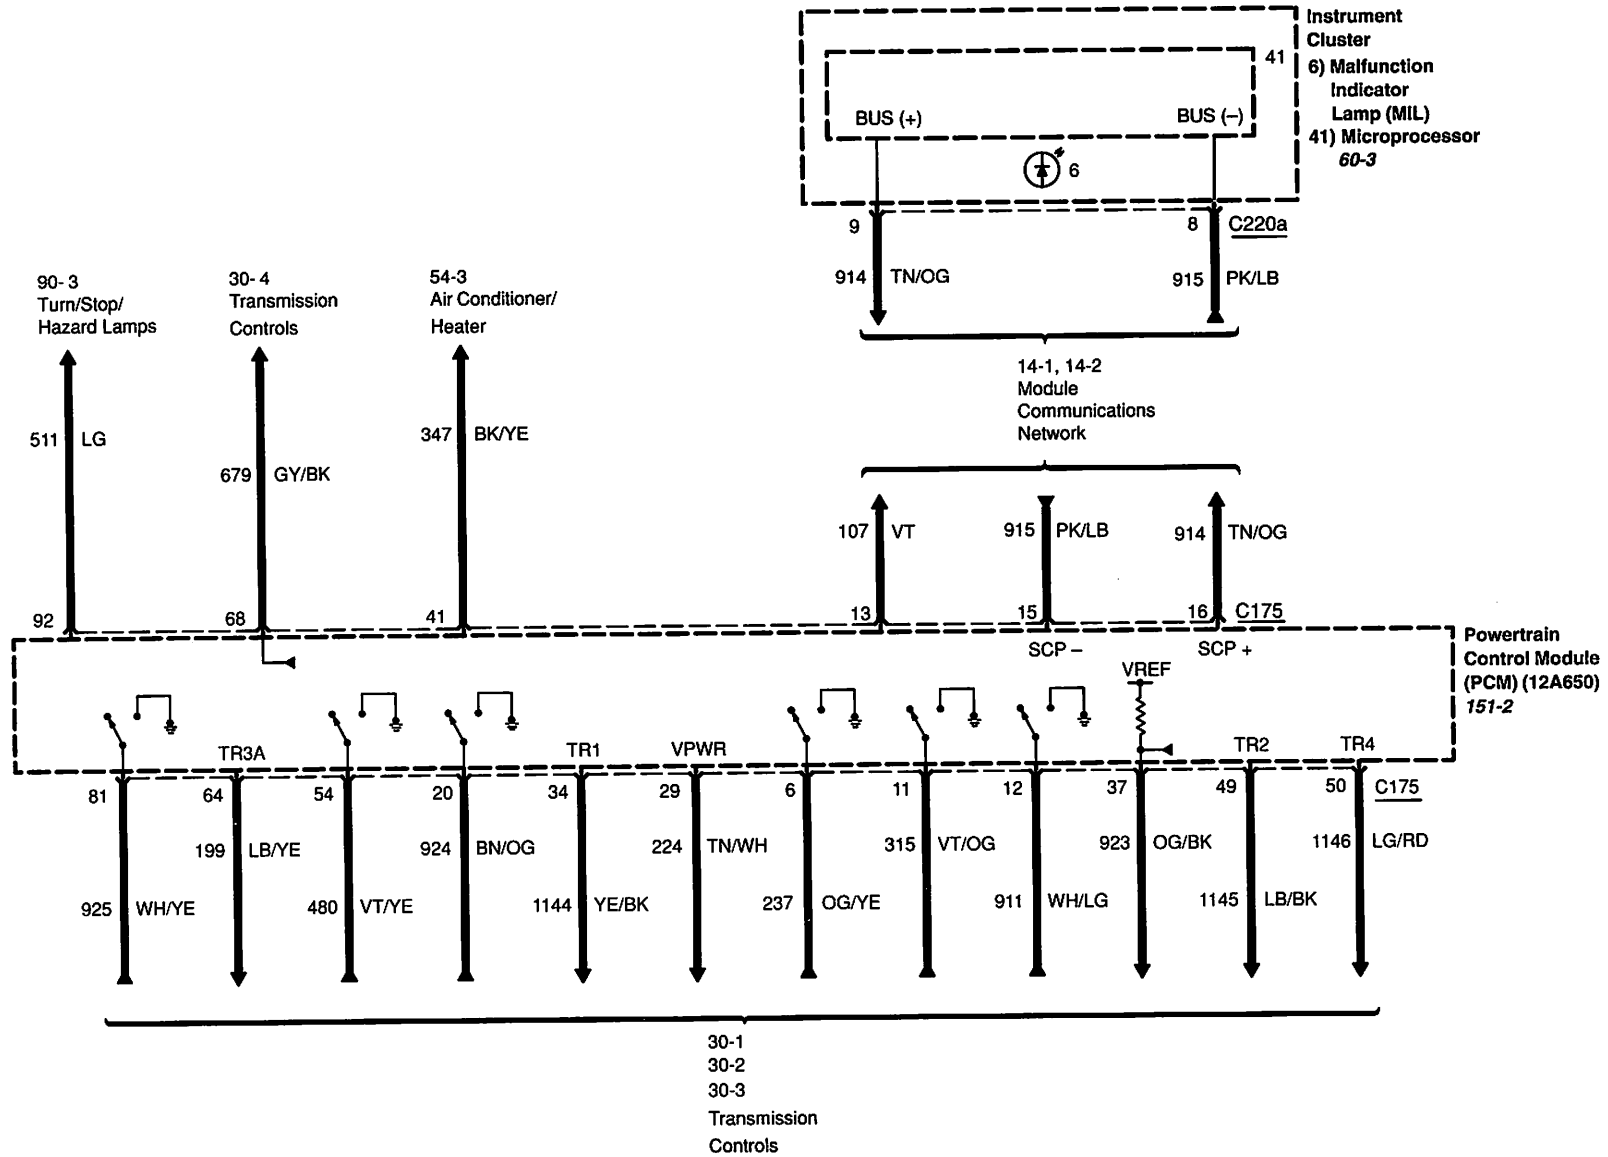 Instrument
Cluster
6) Malfunction
Indicator
Lamp (MIL)
41) Microprocessor
60-3
41
BUS (+)
BUS (–)
6
9
8
C220a
914
TN/OG
915
PK/LB
14-1, 14-2
Module
Communications
Network
90- 3
Turn/Stop/
Hazard Lamps
30- 4
Transmission
Controls
54-3
Air Conditioner/
Heater
511
LG
679
GY/BK
347
BK/YE
107
VT
915
PK/LB
914
TN/OG
92
68
41
13
15
16
C175
SCP –
SCP +
VREF
Powertrain
Control Module
(PCM) (12A650)
151-2
TR3A
TR1
VPWR
TR2
TR4
81
64
54
20
34
29
6
11
12
37
49
50
C175
199
LB/YE
924
BN/OG
224
TN/WH
315
VT/OG
923
OG/BK
1146
LG/RD
925
WH/YE
480
VT/YE
1144
YE/BK
237
OG/YE
911
WH/LG
1145
LB/BK
30-1
30-2
30-3
Transmission
Controls